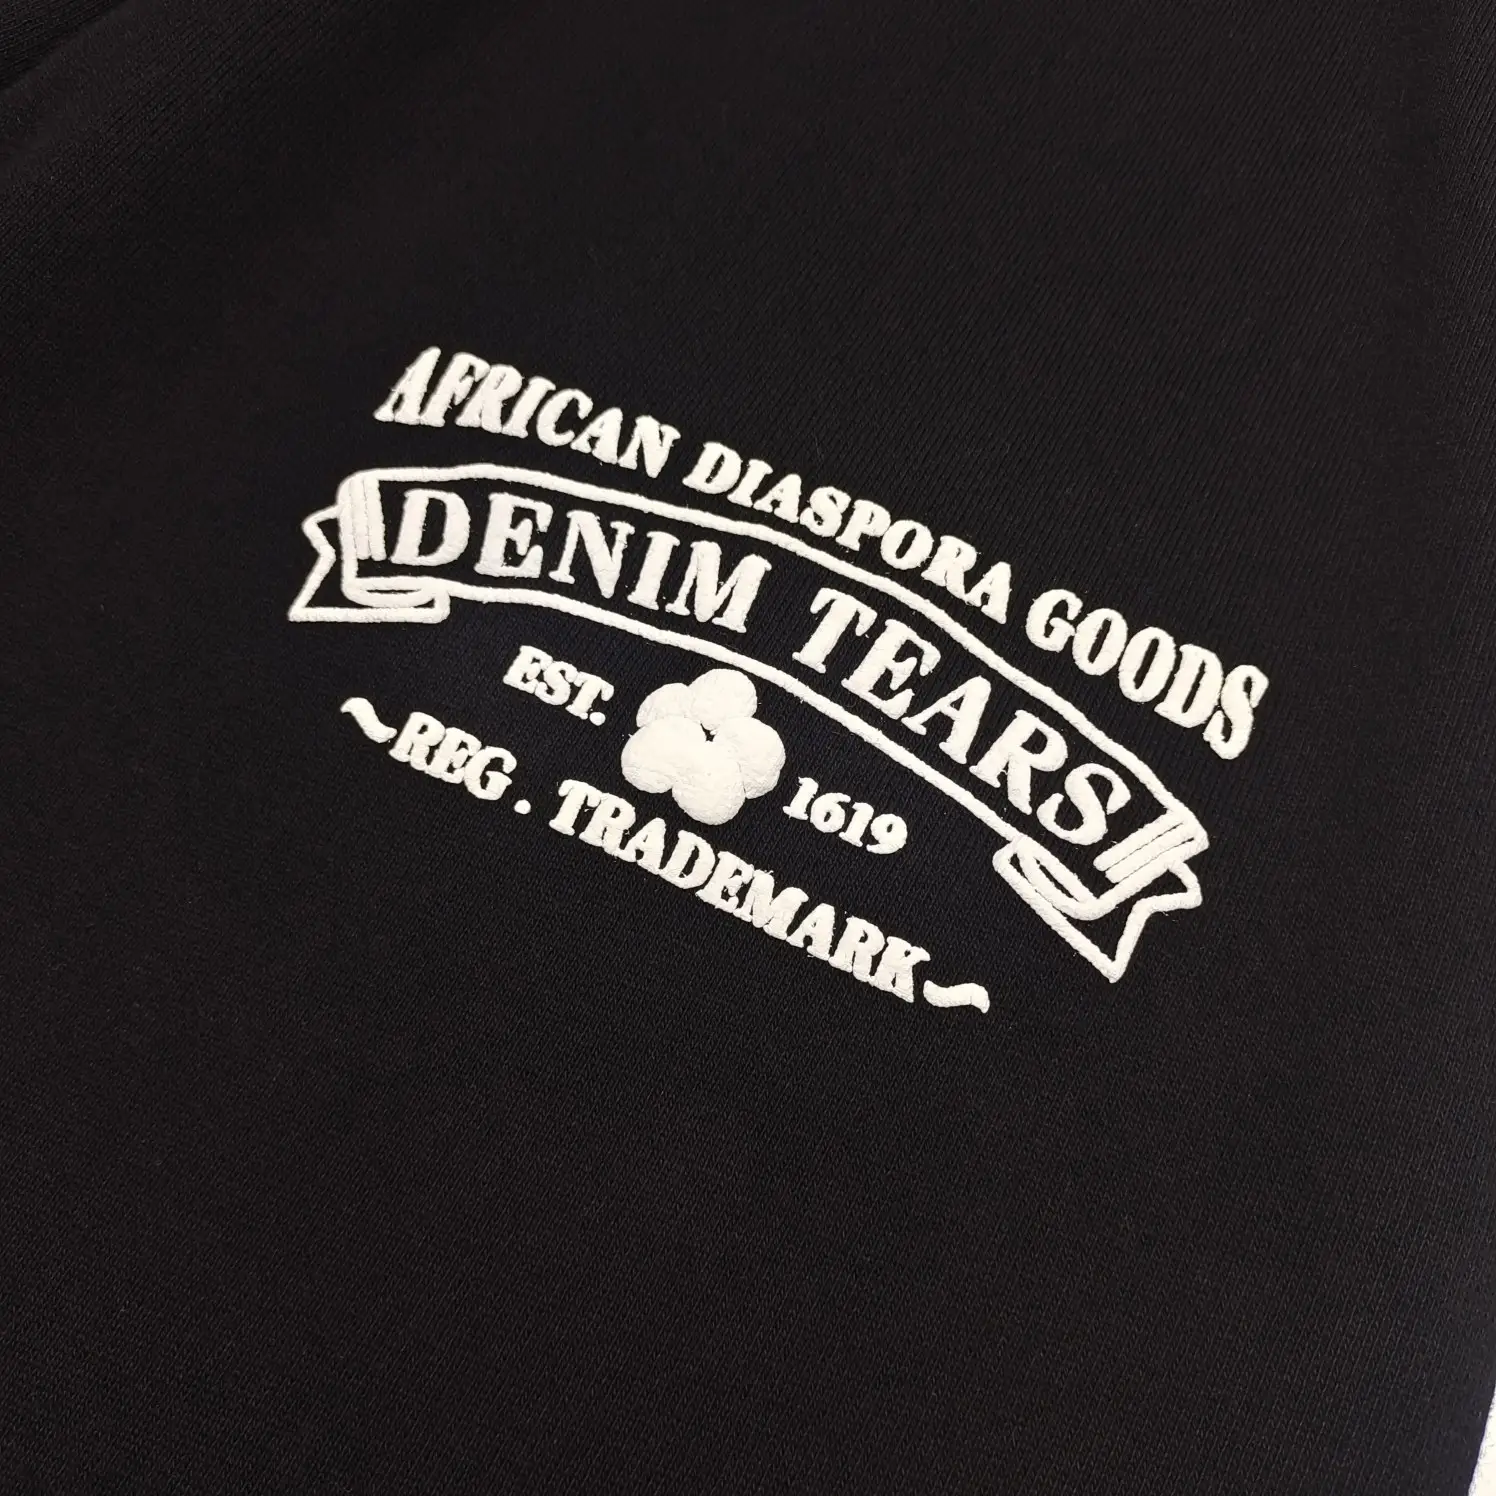 AFRICAN DIASPORA GOODS
DENIM TEARS
EST. 1619
~REG. TRADEMARK~